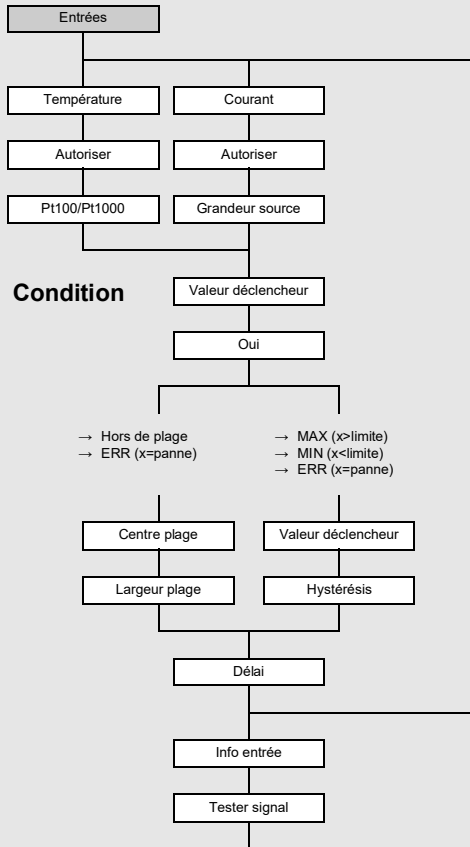 Entrées
Température
Courant
Autoriser
Autoriser
Pt100/Pt1000
Grandeur source
Condition
Valeur déclencheur
Oui
→ Hors de plage
→ ERR (x=panne)
→ MAX (x>limite)
→ MIN (x<limite)
→ ERR (x=panne)
Centre plage
Valeur déclencheur
Largeur plage
Hystérésis
Délai
Info entrée
Tester signal